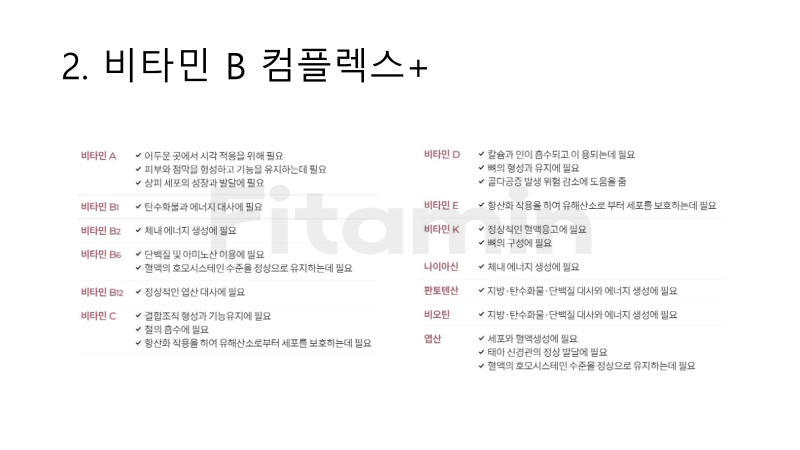 2. 비타민 B 컴플렉스+
Fitamin
비타민 A
✓ 어두운 곳에서 시각 적응을 위해 필요
✓ 피부와 점막을 형성하고 기능을 유지하는데 필요
✓ 상피 세포의 성장과 발달에 필요
비타민 B1
✓ 탄수화물과 에너지 대사에 필요
비타민 B2
✓ 체내 에너지 생성에 필요
비타민 B6
✓ 단백질 및 아미노산 이용에 필요
✓ 혈액의 호모시스테인 수준을 정상으로 유지하는데 필요
비타민 B12
✓ 정상적인 엽산 대사에 필요
비타민 C
✓ 결합조직 형성과 기능유지에 필요
✓ 철의 흡수에 필요
✓ 항산화 작용을 하여 유해산소로부터 세포를 보호하는데 필요
비타민 D
✓ 칼슘과 인이 흡수되고 이용되는데 필요
✓ 뼈의 형성과 유지에 필요
✓ 골다공증 발생 위험 감소에 도움을 줌
비타민 E
✓ 항산화 작용을 하여 유해산소로부터 세포를 보호하는데 필요
비타민 K
✓ 정상적인 혈액응고에 필요
✓ 뼈의 구성에 필요
나이아신
✓ 체내 에너지 생성에 필요
판토텐산
✓ 지방·탄수화물·단백질 대사와 에너지 생성에 필요
비오틴
✓ 지방·탄수화물·단백질 대사와 에너지 생성에 필요
엽산
✓ 세포와 혈액생성에 필요
✓ 태아 신경관의 정상 발달에 필요
✓ 혈액의 호모시스테인 수준을 정상으로 유지하는데 필요